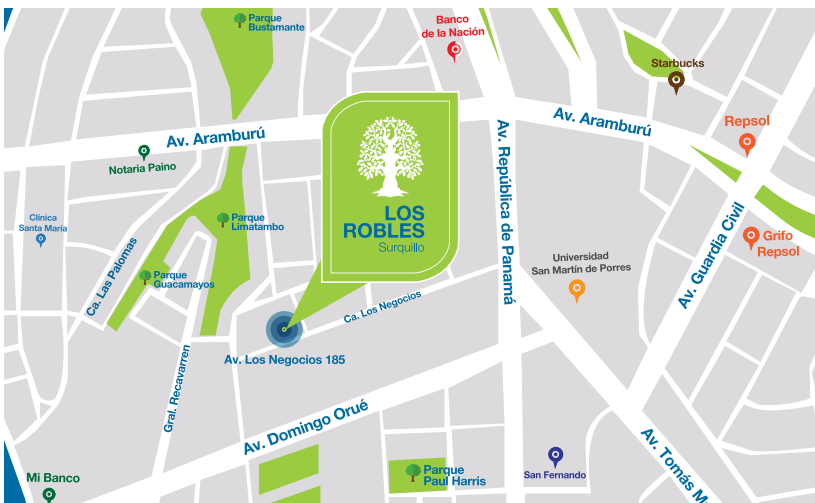 Parque
Bustamante
Banco
de la Nación
Starbucks
Av. Aramburú
Av. Aramburú
Repsol
Notaria Paino
LOS
ROBLES
Surquillo
Av. República de Panamá
Clínica
Santa María
Parque
Limatambo
Av. Guardia Civil
Grifo
Repsol
Ca. Las Palomas
Parque
Guacamayos
Universidad
San Martín de Porres
Ca. Los Negocios
Av. Los Negocios 185
Gral. Recavarren
Av. Domingo Orué
Av. Tomás M
Mi Banco
Parque
Paul Harris
San Fernando